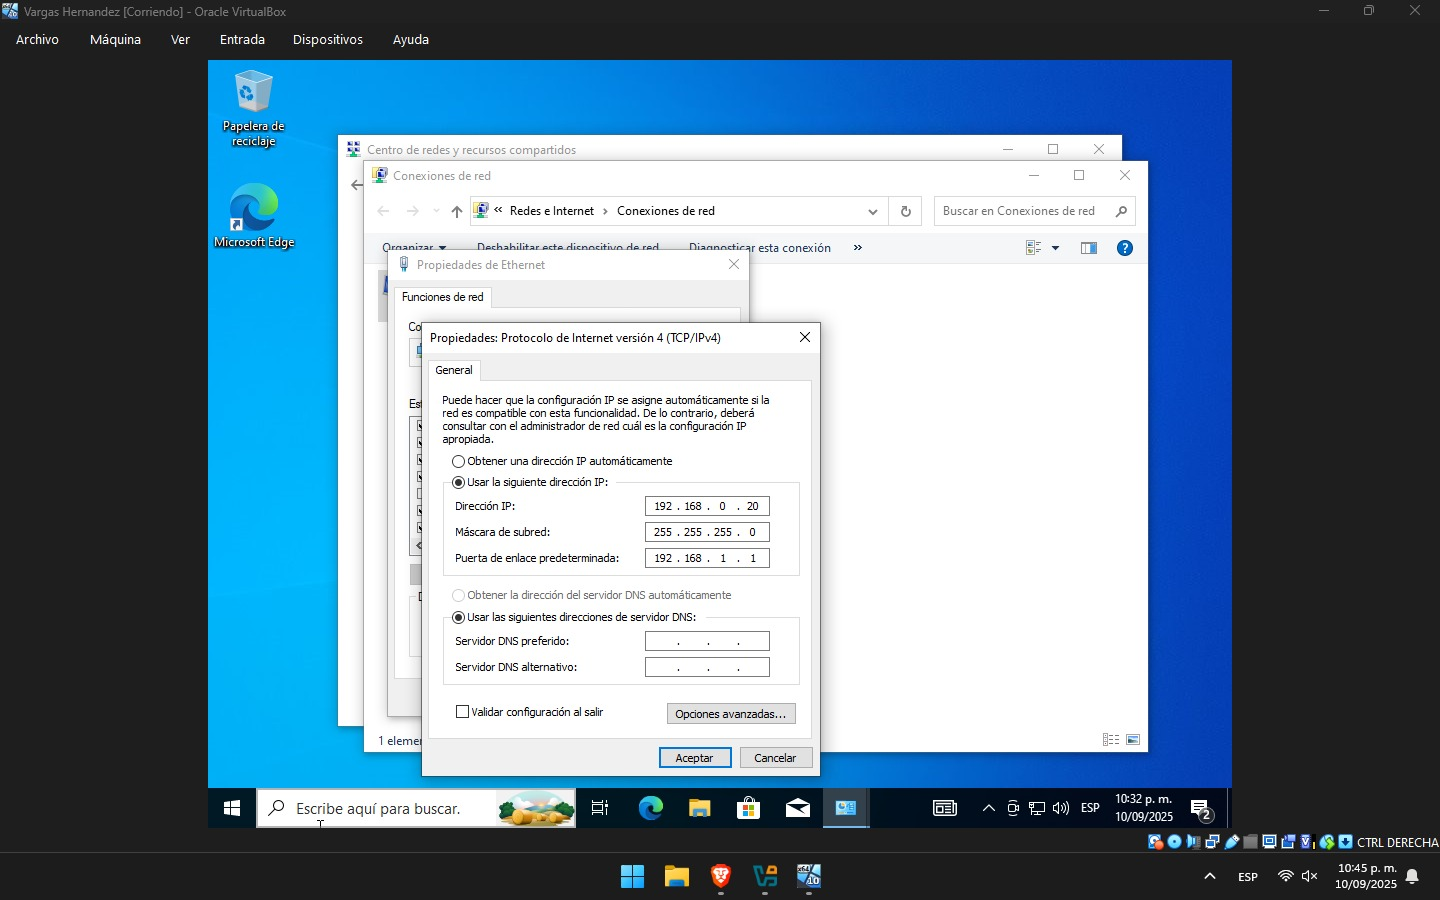 Vargas Hernandez [Corriendo] - Oracle VirtualBox
Archivo Máquina Ver Entrada Dispositivos Ayuda
Papelera de
reciclaje
Microsoft Edge
Centro de redes y recursos compartidos
Conexiones de red
« Redes e Internet › Conexiones de red
Buscar en Conexiones de red
Organizar Deshabilitar este dispositivo de red Diagnosticar esta conexión »
Propiedades de Ethernet
Funciones de red
Propiedades: Protocolo de Internet versión 4 (TCP/IPv4)
General
Puede hacer que la configuración IP se asigne automáticamente si la
red es compatible con esta funcionalidad. De lo contrario, deberá
consultar con el administrador de red cuál es la configuración IP
apropiada.
Obtener una dirección IP automáticamente
Usar la siguiente dirección IP:
Dirección IP: 192 . 168 . 0 . 20
Máscara de subred: 255 . 255 . 255 . 0
Puerta de enlace predeterminada: 192 . 168 . 1 . 1
Obtener la dirección del servidor DNS automáticamente
Usar las siguientes direcciones de servidor DNS:
Servidor DNS preferido: . . .
Servidor DNS alternativo: . . .
Validar configuración al salir
Opciones avanzadas...
Aceptar Cancelar
Escribe aquí para buscar.
ESP
10:32 p. m.
10/09/2025
2
CTRL DERECHA
ESP
10:45 p. m.
10/09/2025